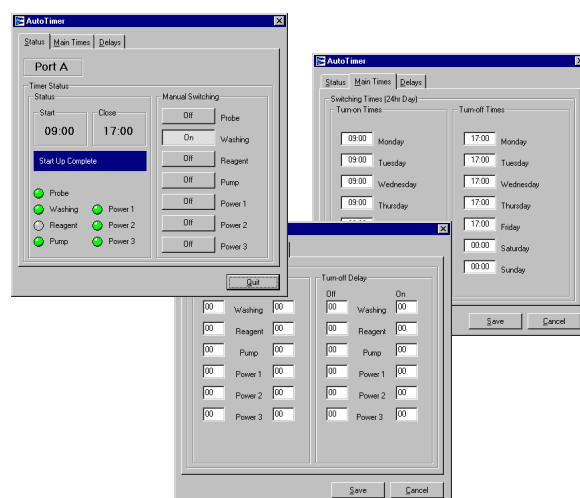 AutoTimer
Status Main Times Delays
Port A
Timer Status
Status
Start Close
09:00 17:00
Start Up Complete
Probe
Washing Power 1
Reagent Power 2
Pump Power 3
Manual Switching
Off Probe
On Washing
Off Reagent
Off Pump
Off Power 1
Off Power 2
Off Power 3
Quit
AutoTimer
Status Main Times Delays
Switching Times (24hr Day)
Turn-on Times
09:00 Monday
09:00 Tuesday
09:00 Wednesday
09:00 Thursday
Turn-off Times
17:00 Monday
17:00 Tuesday
17:00 Wednesday
17:00 Thursday
17:00 Friday
00:00 Saturday
00:00 Sunday
Save Cancel
00 Washing 00
00 Reagent 00
00 Pump 00
00 Power 1 00
00 Power 2 00
00 Power 3 00
Turn-off Delay
Off On
00 Washing 00
00 Reagent 00
00 Pump 00
00 Power 1 00
00 Power 2 00
00 Power 3 00
Save Cancel